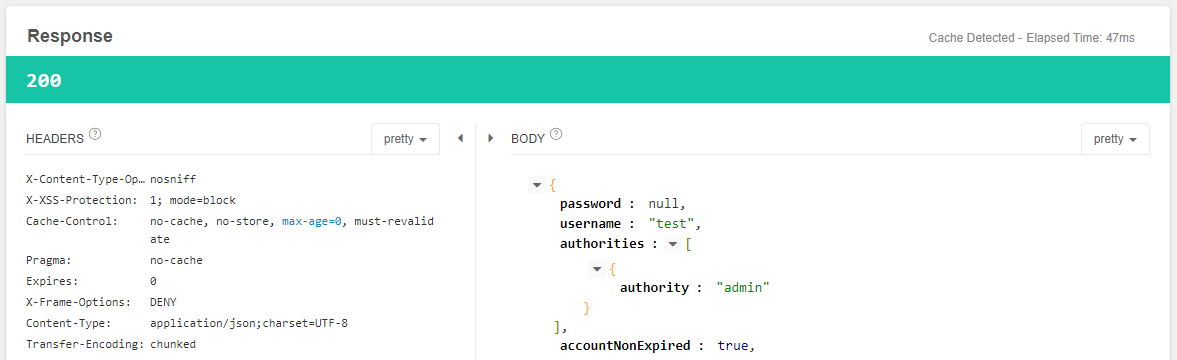 Response
Cache Detected - Elapsed Time: 47ms
200
HEADERS ?
pretty
X-Content-Type-Op… nosniff
X-XSS-Protection: 1; mode=block
Cache-Control: no-cache, no-store, max-age=0, must-revalid
ate
Pragma: no-cache
Expires: 0
X-Frame-Options: DENY
Content-Type: application/json;charset=UTF-8
Transfer-Encoding: chunked
BODY ?
pretty
{
password : null,
username : "test",
authorities : [
{
authority : "admin"
}
],
accountNonExpired : true,